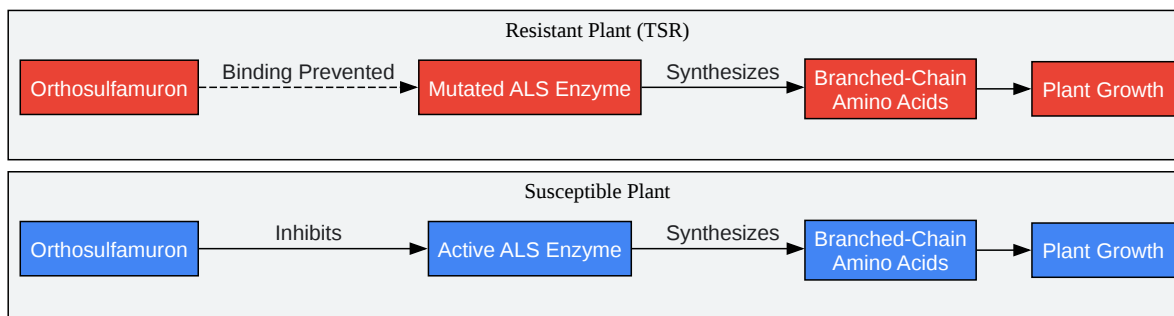 Resistant Plant (TSR)
Orthosulfamuron
Binding Prevented
Mutated ALS Enzyme
Synthesizes
Branched-Chain
Amino Acids
Plant Growth
Susceptible Plant
Orthosulfamuron
Inhibits
Active ALS Enzyme
Synthesizes
Branched-Chain
Amino Acids
Plant Growth